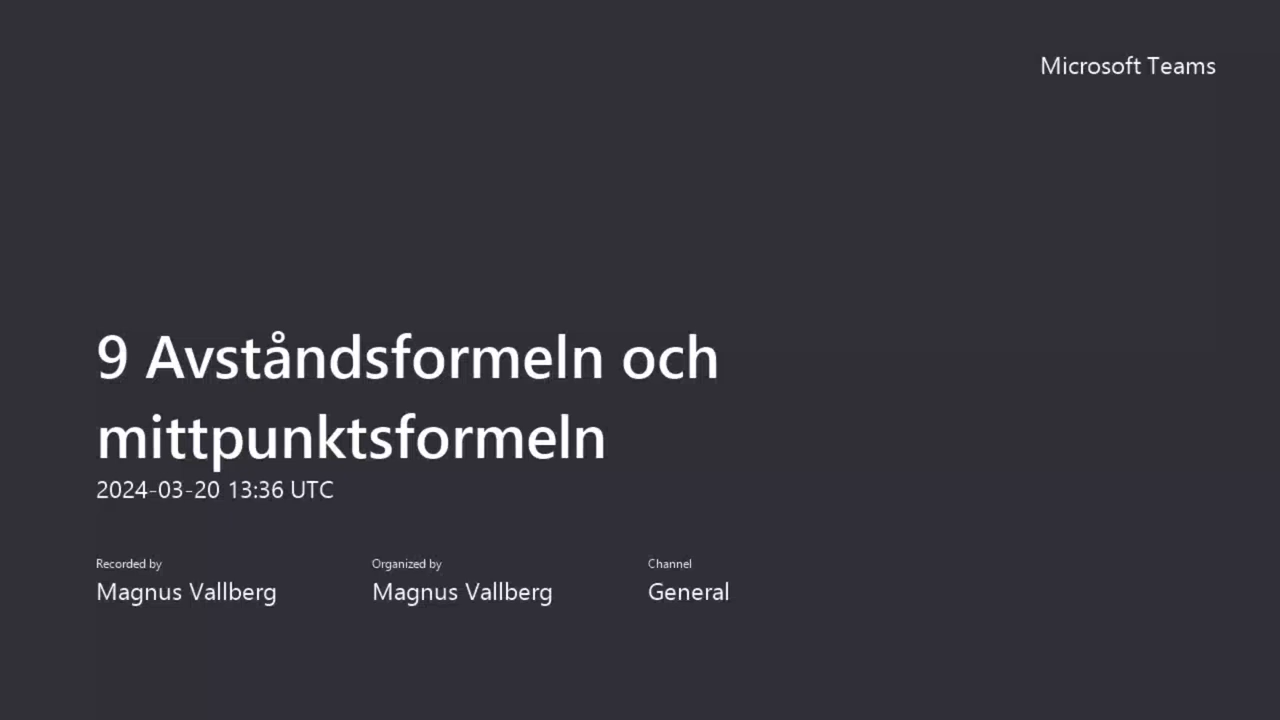 Microsoft Teams
9 Avståndsformeln och
mittpunktsformeln
2024-03-20 13:36 UTC
Recorded by
Magnus Vallberg
Organized by
Magnus Vallberg
Channel
General